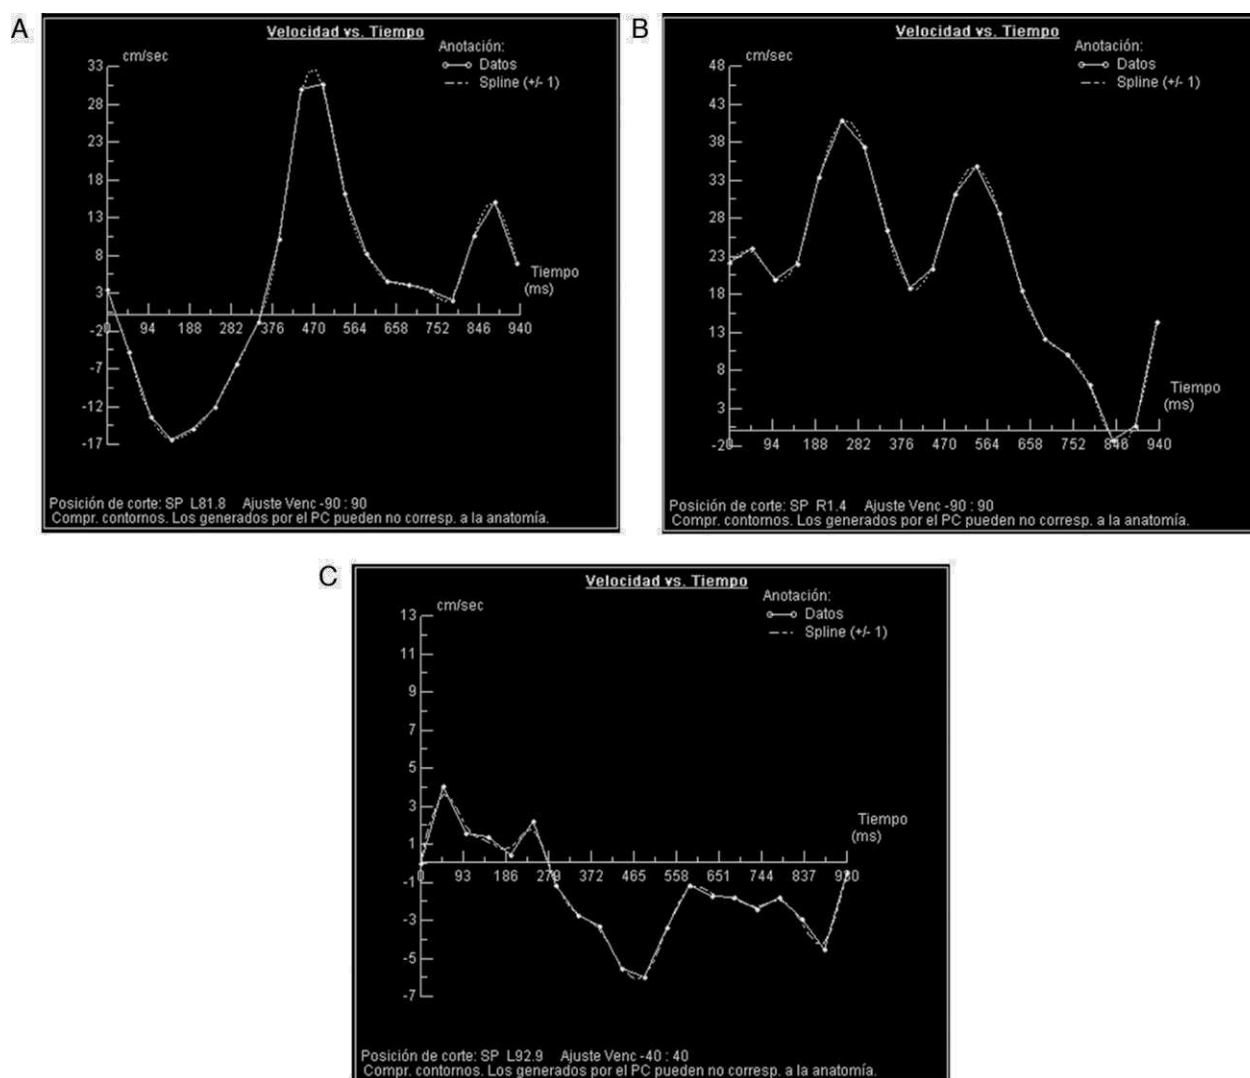 A
Velocidad vs. Tiempo
cm/sec
Anotación:
Datos
Spline (+/- 1)
33
28
23
18
13
8
3
-2
-7
-12
-17
0 94 188 282 376 470 564 658 752 846 940
Tiempo
(ms)
Posición de corte: SP L81.8 Ajuste Venc -90 : 90
Compr. contornos. Los generados por el PC pueden no corresp. a la anatomía.
B
Velocidad vs. Tiempo
cm/sec
Anotación:
Datos
Spline (+/- 1)
48
43
38
33
28
23
18
13
8
3
-2
0 94 188 282 376 470 564 658 752 846 940
Tiempo
(ms)
Posición de corte: SP R1.4 Ajuste Venc -90 : 90
Compr. contornos. Los generados por el PC pueden no corresp. a la anatomía.
C
Velocidad vs. Tiempo
cm/sec
Anotación:
Datos
Spline (+/- 1)
13
11
9
7
5
3
1
-1
-3
-5
-7
0 93 186 279 372 465 558 651 744 837 930
Tiempo
(ms)
Posición de corte: SP L92.9 Ajuste Venc -40 : 40
Compr. contornos. Los generados por el PC pueden no corresp. a la anatomía.